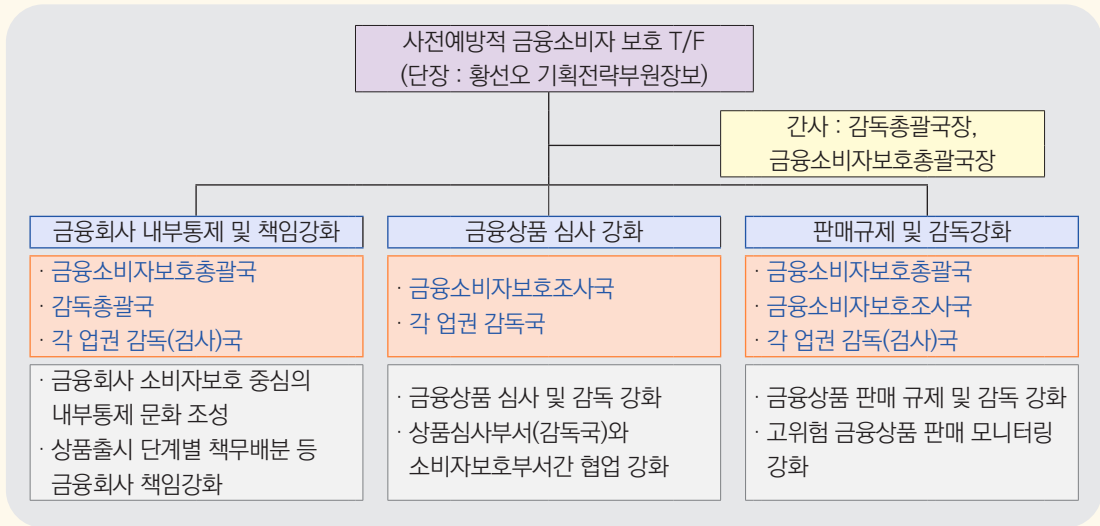 사전예방적 금융소비자 보호 T/F
(단장 : 황선오 기획전략부원장보)
간사 : 감독총괄국장,
금융소비자보호총괄국장
금융회사 내부통제 및 책임강화
· 금융소비자보호총괄국
· 감독총괄국
· 각 업권 감독(검사)국
· 금융회사 소비자보호 중심의
내부통제 문화 조성
· 상품출시 단계별 책무배분 등
금융회사 책임강화
금융상품 심사 강화
· 금융소비자보호조사국
· 각 업권 감독국
· 금융상품 심사 및 감독 강화
· 상품심사부서(감독국)와
소비자보호부서간 협업 강화
판매규제 및 감독강화
· 금융소비자보호총괄국
· 금융소비자보호조사국
· 각 업권 감독(검사)국
· 금융상품 판매 규제 및 감독 강화
· 고위험 금융상품 판매 모니터링
강화